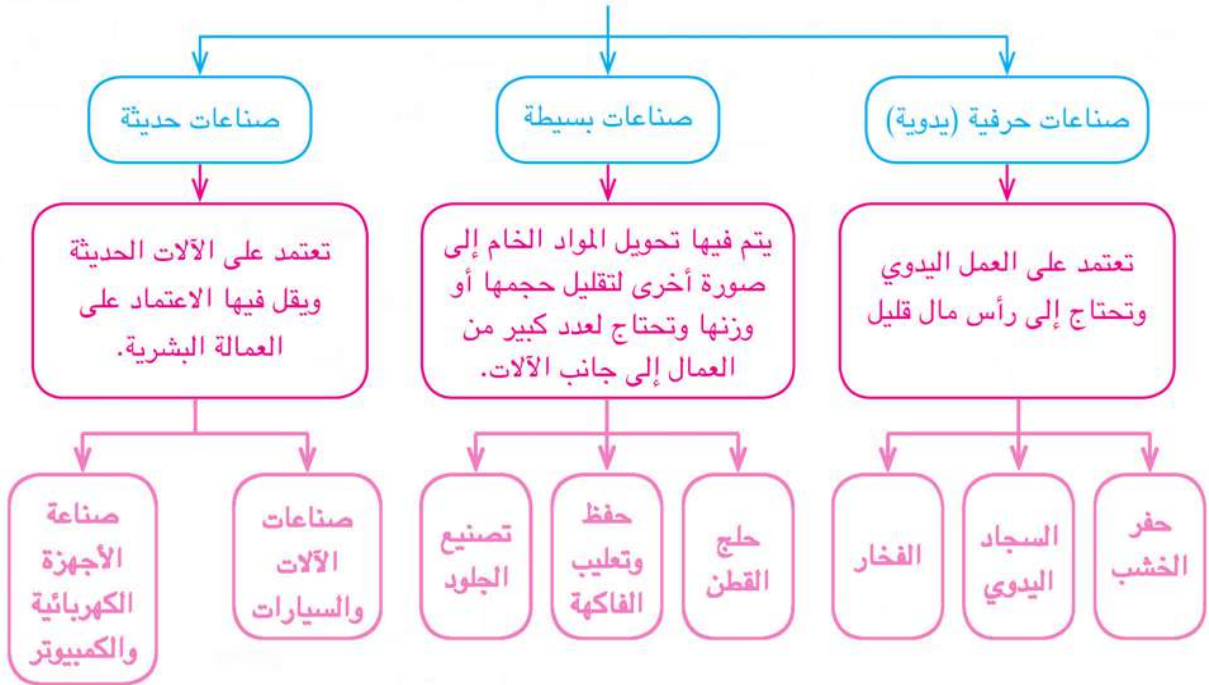 صناعات حرفية (يدوية)
صناعات بسيطة
صناعات حديثة
تعتمد على العمل اليدوي
وتحتاج إلى رأس مال قليل
يتم فيها تحويل المواد الخام إلى
صورة أخرى لتقليل حجمها أو
وزنها وتحتاج لعدد كبير من
العمال إلى جانب الآلات.
تعتمد على الآلات الحديثة
ويقل فيها الاعتماد على
العمالة البشرية.
حفر
الخشب
السجاد
اليدوي
الفخار
حلج
القطن
حفظ
وتعليب
الفاكهة
تصنيع
الجلود
صناعات
الآلات
والسيارات
صناعة
الأجهزة
الكهربائية
والكمبيوتر